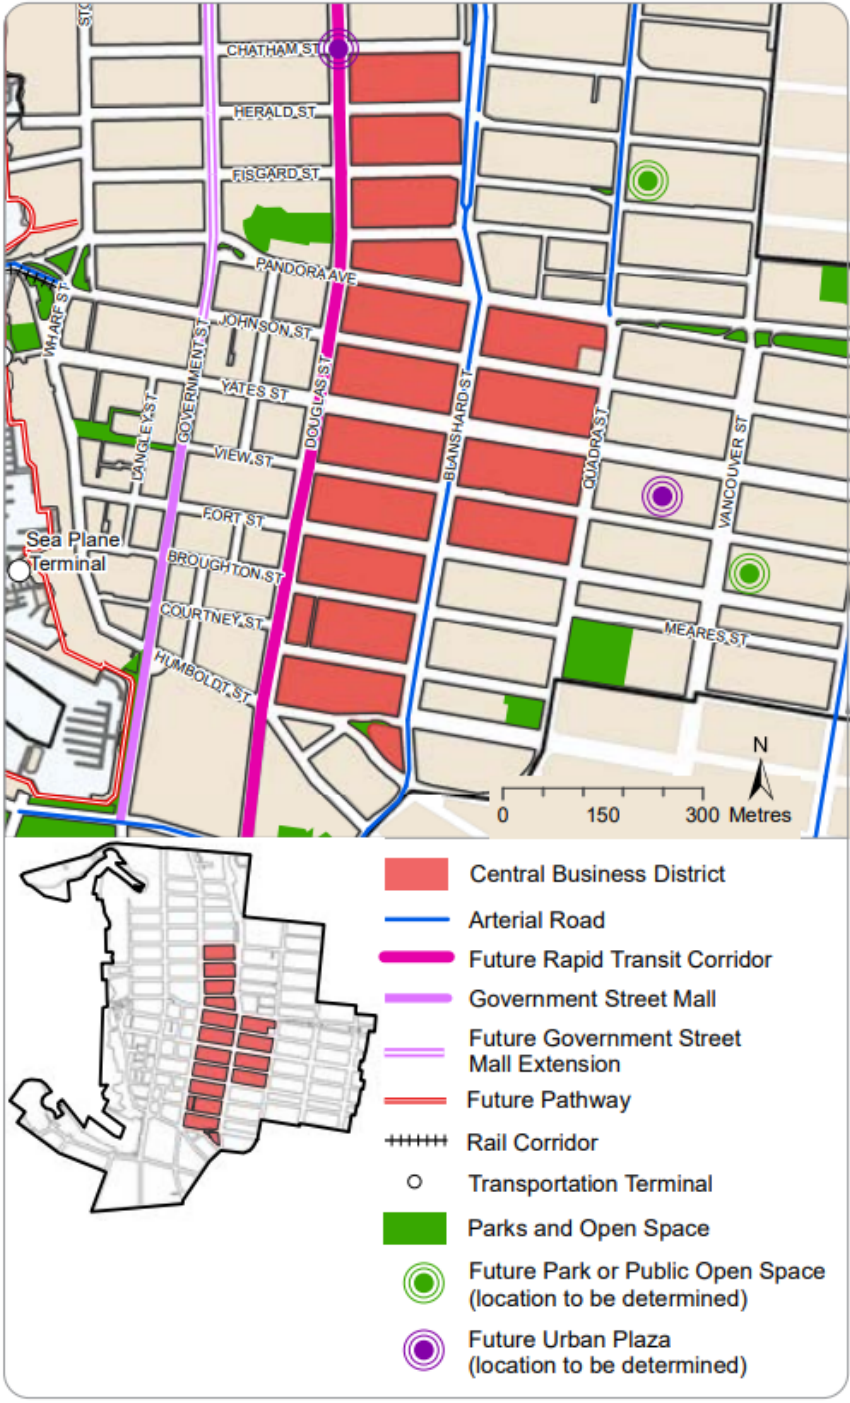 CHATHAM ST
HERALD ST
FISGARD ST
PANDORA AVE
WHARF ST
JOHNSON ST
GOVERNMENT ST
YATES ST
DOUGLAS ST
BLANSHARD ST
LANGLEY ST
QUADRA ST
VANCOUVER ST
VIEW ST
FORT ST
Sea Plane
Terminal
BROUGHTON ST
COURTNEY ST
MEARES ST
HUMBOLDT ST
N
0 150 300 Metres
Central Business District
Arterial Road
Future Rapid Transit Corridor
Government Street Mall
Future Government Street
Mall Extension
Future Pathway
Rail Corridor
Transportation Terminal
Parks and Open Space
Future Park or Public Open Space
(location to be determined)
Future Urban Plaza
(location to be determined)